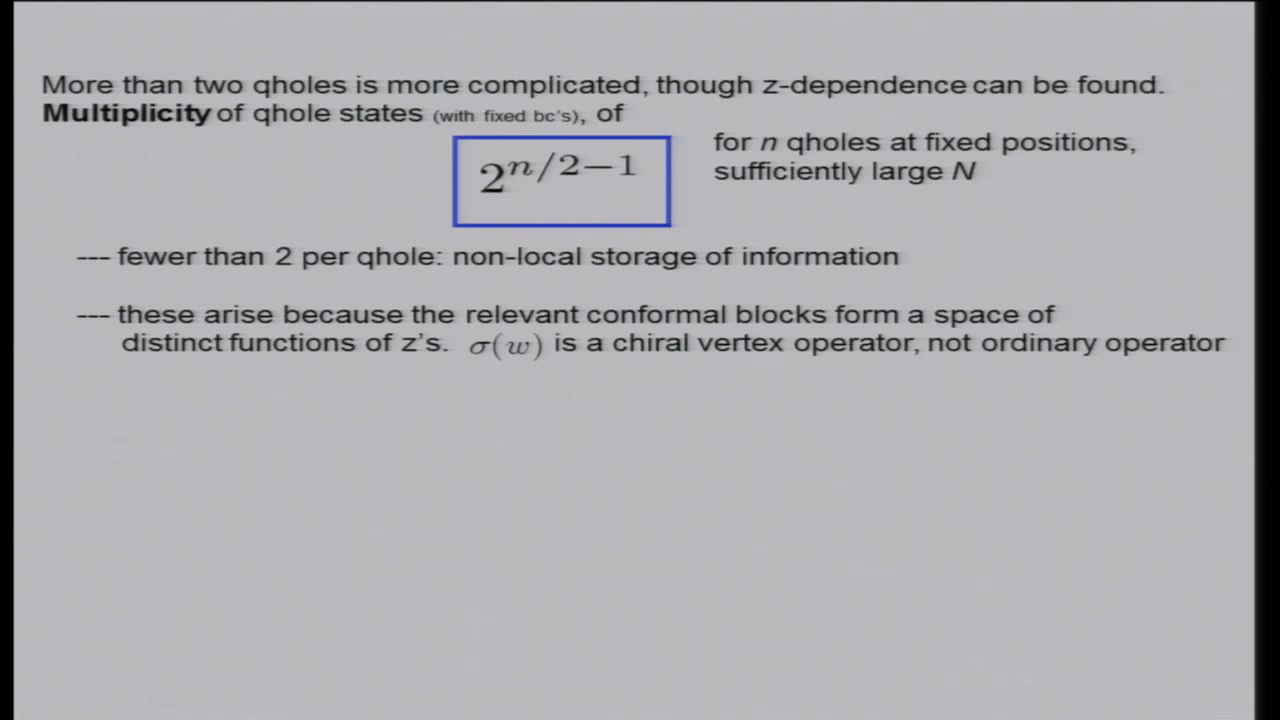 More than two qholes is more complicated, though z-dependence can be found.
Multiplicity of qhole states (with fixed bc's), of
2^{n/2−1}
for n qholes at fixed positions,
sufficiently large N
--- fewer than 2 per qhole: non-local storage of information
--- these arise because the relevant conformal blocks form a space of
distinct functions of z's. σ(w) is a chiral vertex operator, not ordinary operator